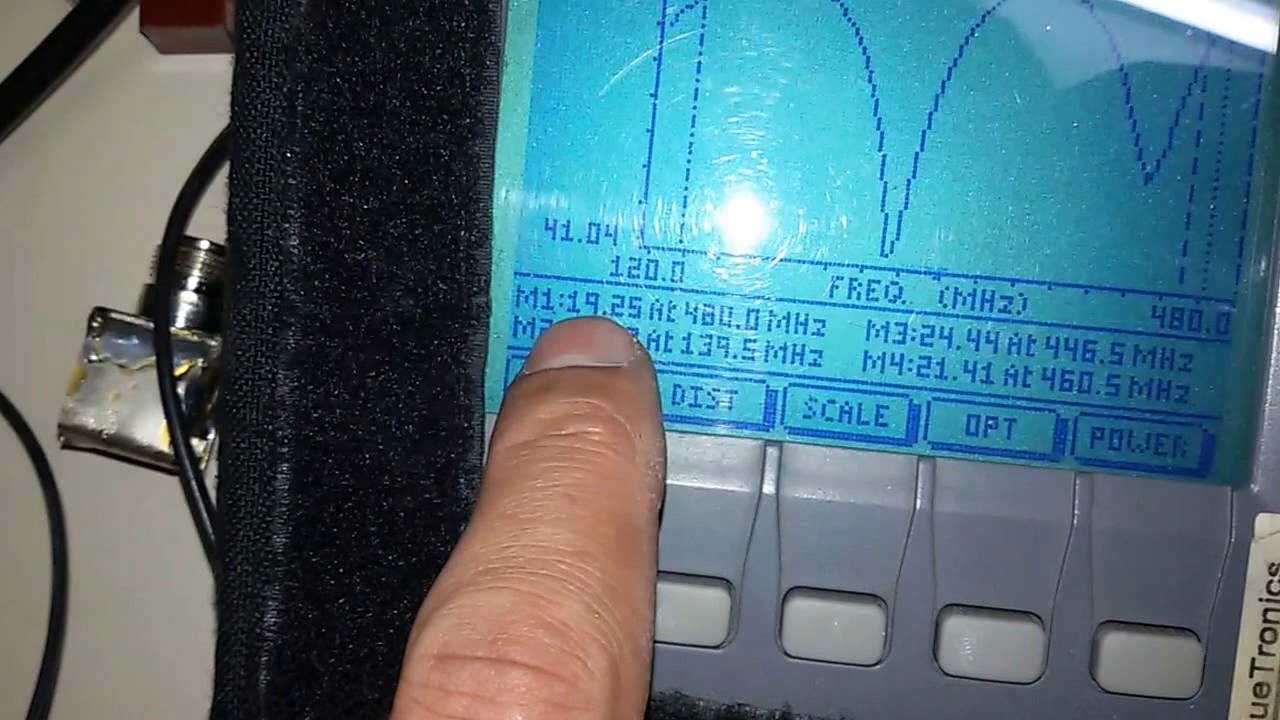 41.04
120.0 FREQ. (MHz) 480.0
M1:19.25 At 480.0 MHz M3:24.44 At 446.5 MHz
At 139.5 MHz M4:21.41 At 460.5 MHz
DIST SCALE OPT POWER
ueTronics